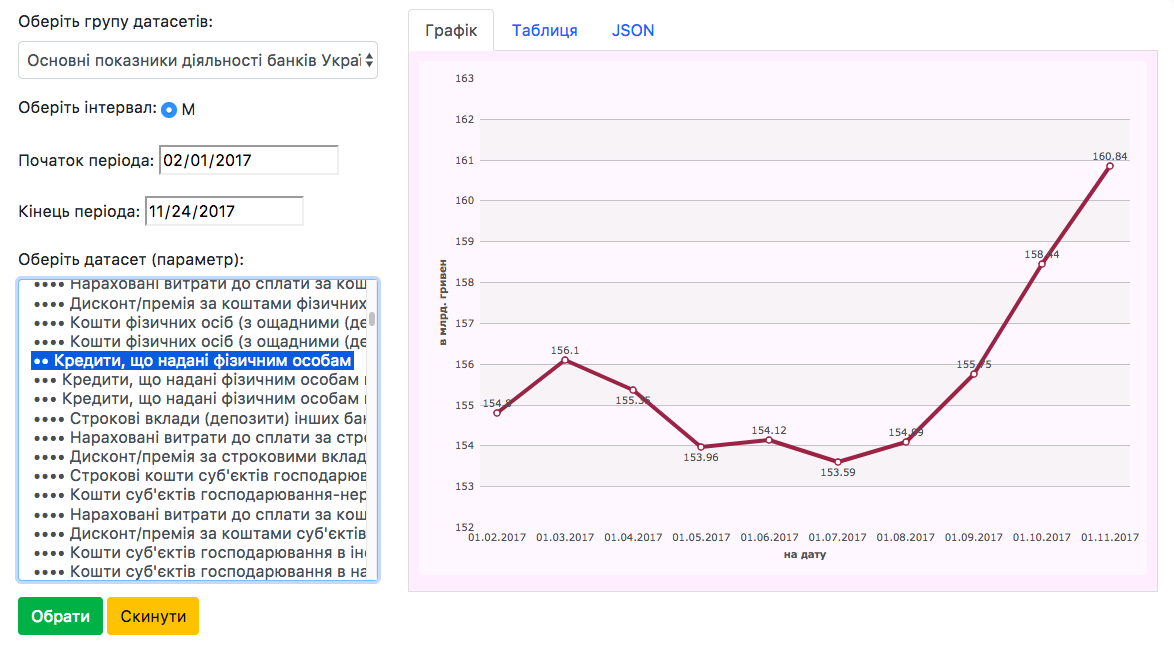 Оберіть групу датасетів:
Основні показники діяльності банків Украї
Оберіть інтервал: М
Початок періода: 02/01/2017
Кінець періода: 11/24/2017
Оберіть датасет (параметр):
•••• Нараховані витрати до сплати за кош
•••• Дисконт/премія за коштами фізичних
•••• Кошти фізичних осіб (з ощадними (де
•••• Кошти фізичних осіб (з ощадними (де
•• Кредити, що надані фізичним особам
••• Кредити, що надані фізичним особам
••• Кредити, що надані фізичним особам
•••• Строкові вклади (депозити) інших бан
•••• Нараховані витрати до сплати за стро
•••• Дисконт/премія за строковими вклад
•••• Строкові кошти суб'єктів господарюв
•••• Кошти суб'єктів господарювання-нер
•••• Нараховані витрати до сплати за кош
•••• Дисконт/премія за коштами суб'єктів
•••• Кошти суб'єктів господарювання в іно
•••• Кошти суб'єктів господарювання в на
Обрати Скинути
Графік Таблиця JSON
163
162
161
160
159
158
157
156
155
154
153
152
в млрд. гривен
154.8
156.1
155.35
153.96
154.12
153.59
154.09
155.75
158.44
160.84
01.02.2017 01.03.2017 01.04.2017 01.05.2017 01.06.2017 01.07.2017 01.08.2017 01.09.2017 01.10.2017 01.11.2017
на дату